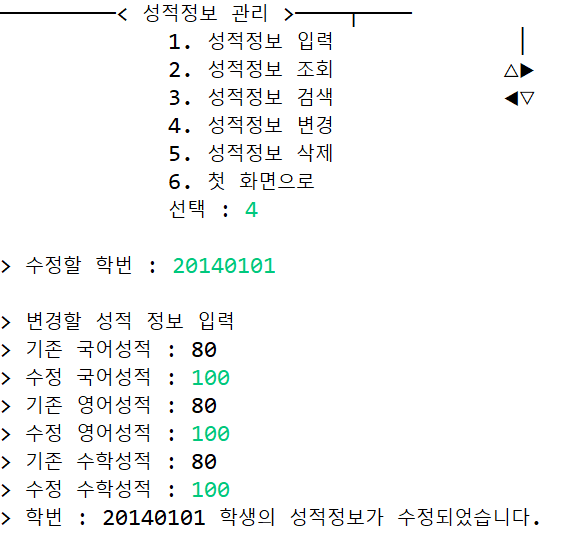 < 성적정보 관리 >
1. 성적정보 입력
2. 성적정보 조회
3. 성적정보 검색
4. 성적정보 변경
5. 성적정보 삭제
6. 첫 화면으로
선택 : 4
> 수정할 학번 : 20140101
> 변경할 성적 정보 입력
> 기존 국어성적 : 80
> 수정 국어성적 : 100
> 기존 영어성적 : 80
> 수정 영어성적 : 100
> 기존 수학성적 : 80
> 수정 수학성적 : 100
> 학번 : 20140101 학생의 성적정보가 수정되었습니다.